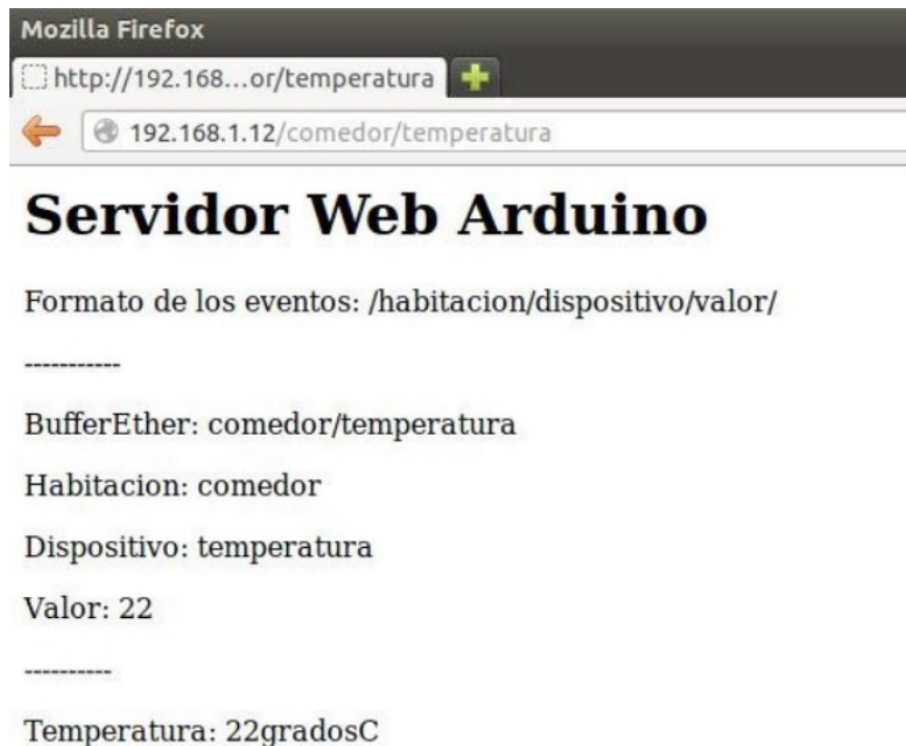 Mozilla Firefox
http://192.168...or/temperatura
192.168.1.12/comedor/temperatura
Servidor Web Arduino
Formato de los eventos: /habitacion/dispositivo/valor/
-----------
BufferEther: comedor/temperatura
Habitacion: comedor
Dispositivo: temperatura
Valor: 22
----------
Temperatura: 22gradosC